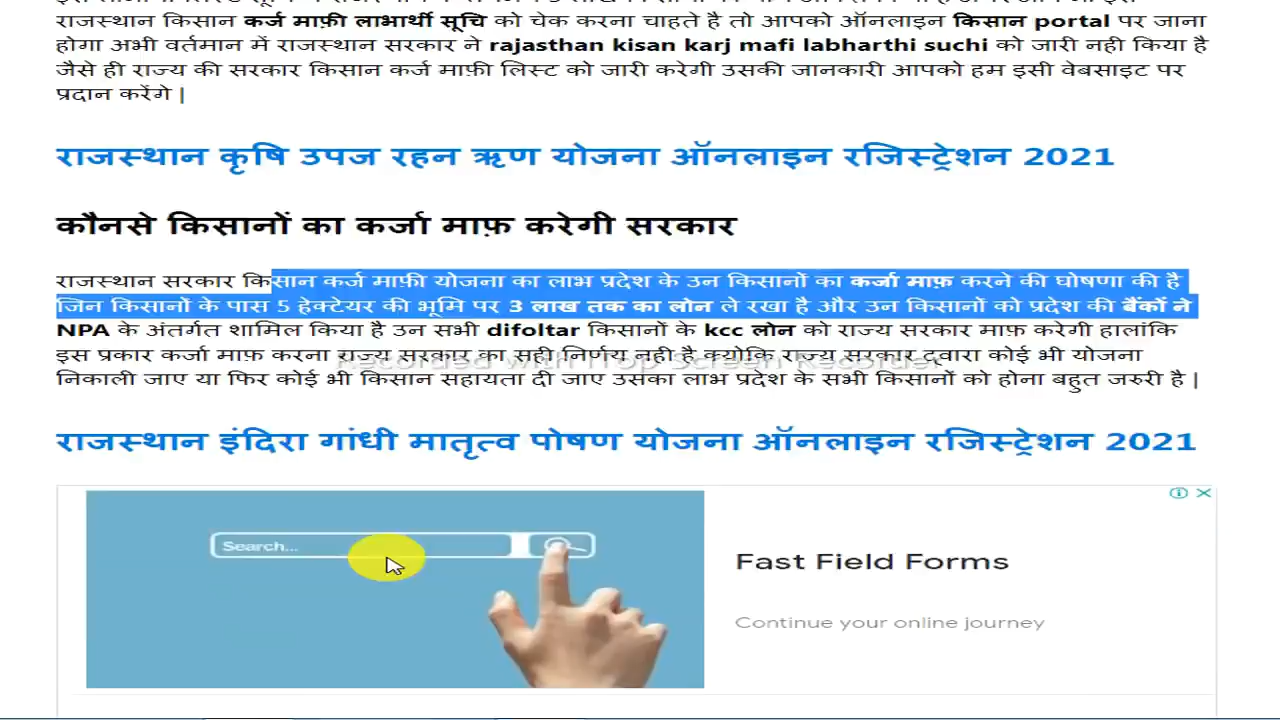 राजस्थान किसान कर्ज माफ़ी लाभार्थी सूचि को चेक करना चाहते है तो आपको ऑनलाइन किसान portal पर जाना
होगा अभी वर्तमान में राजस्थान सरकार ने rajasthan kisan karj mafi labharthi suchi को जारी नही किया है
जैसे ही राज्य की सरकार किसान कर्ज माफ़ी लिस्ट को जारी करेगी उसकी जानकारी आपको हम इसी वेबसाइट पर
प्रदान करेंगे |
राजस्थान कृषि उपज रहन ऋण योजना ऑनलाइन रजिस्ट्रेशन 2021
कौनसे किसानों का कर्जा माफ़ करेगी सरकार
राजस्थान सरकार किसान कर्ज माफ़ी योजना का लाभ प्रदेश के उन किसानों का कर्जा माफ़ करने की घोषणा की है
जिन किसानों के पास 5 हेक्टेयर की भूमि पर 3 लाख तक का लोन ले रखा है और उन किसानों को प्रदेश की बैंकों ने
NPA के अंतर्गत शामिल किया है उन सभी difoltar किसानों के kcc लोन को राज्य सरकार माफ़ करेगी हालांकि
इस प्रकार कर्जा माफ़ करना राज्य सरकार का सही निर्णय नही है क्योकि राज्य सरकार द्वारा कोई भी योजना
Recorded with iTop Screen Recorder
निकाली जाए या फिर कोई भी किसान सहायता दी जाए उसका लाभ प्रदेश के सभी किसानों को होना बहुत जरुरी है |
राजस्थान इंदिरा गांधी मातृत्व पोषण योजना ऑनलाइन रजिस्ट्रेशन 2021
Search...
Fast Field Forms
Continue your online journey